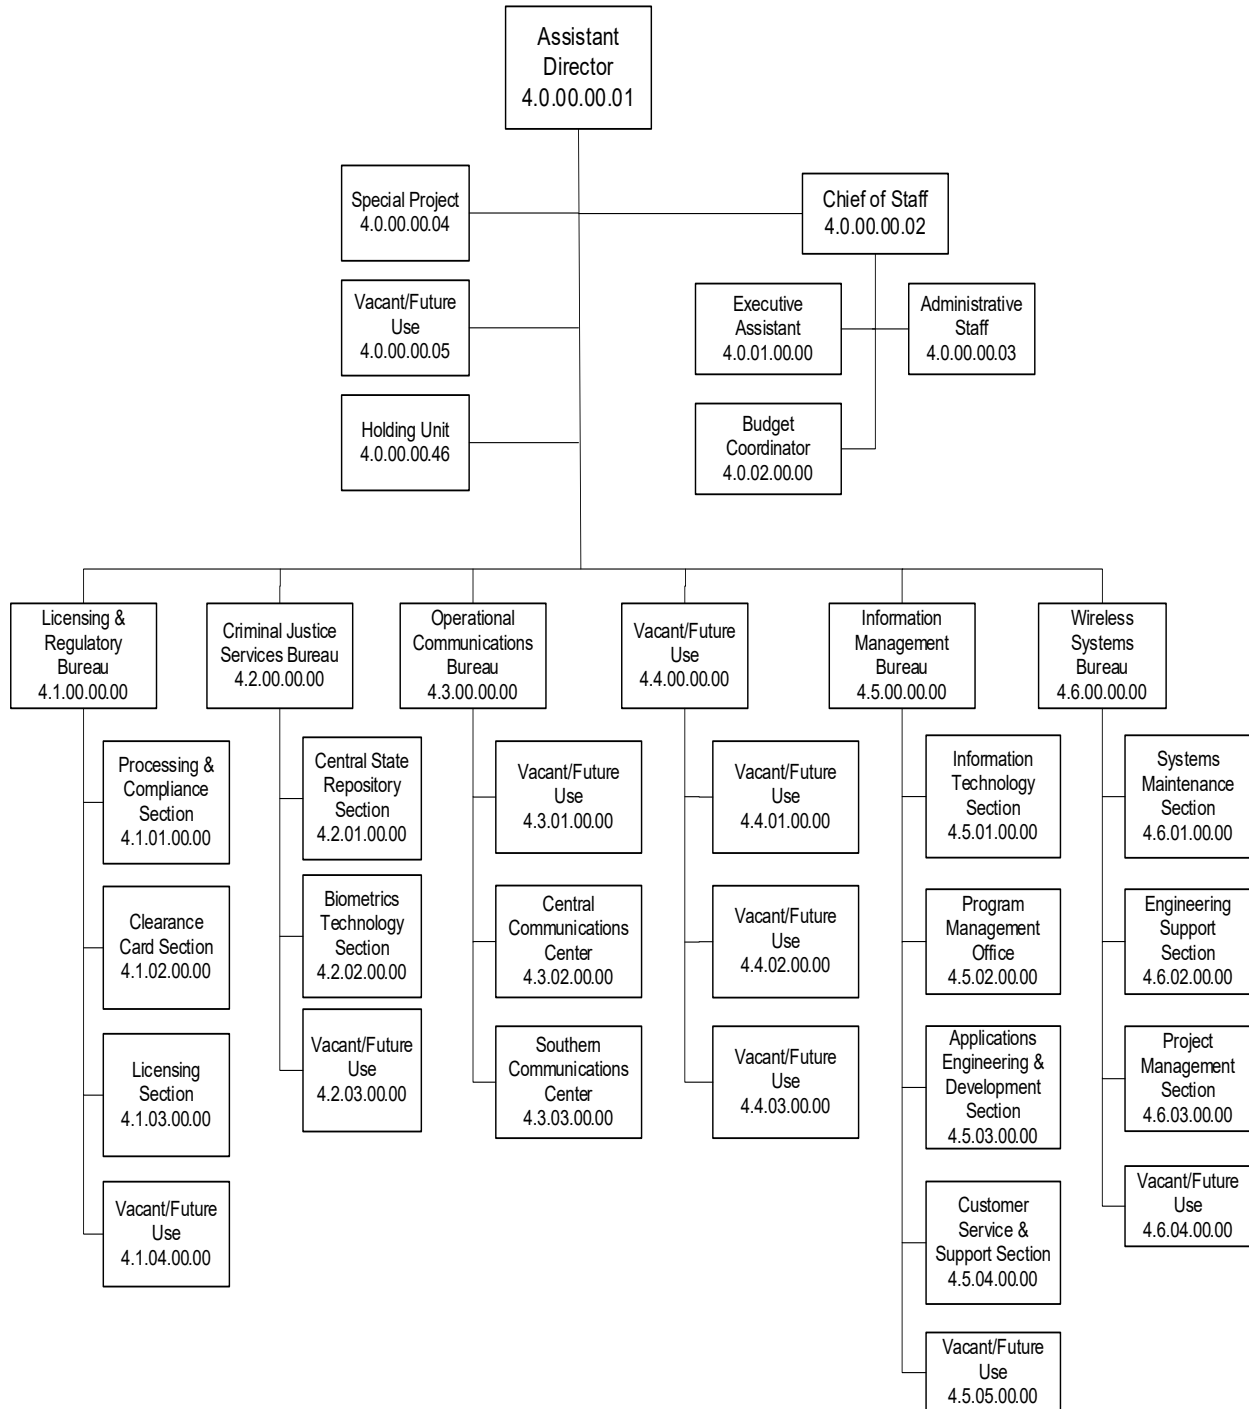 Assistant
Director
4.0.00.00.01
Special Project
4.0.00.00.04
Chief of Staff
4.0.00.00.02
Vacant/Future
Use
4.0.00.00.05
Executive
Assistant
4.0.01.00.00
Administrative
Staff
4.0.00.00.03
Holding Unit
4.0.00.00.46
Budget
Coordinator
4.0.02.00.00
Licensing &
Regulatory
Bureau
4.1.00.00.00
Criminal Justice
Services Bureau
4.2.00.00.00
Operational
Communications
Bureau
4.3.00.00.00
Vacant/Future
Use
4.4.00.00.00
Information
Management
Bureau
4.5.00.00.00
Wireless
Systems
Bureau
4.6.00.00.00
Processing &
Compliance
Section
4.1.01.00.00
Central State
Repository
Section
4.2.01.00.00
Vacant/Future
Use
4.3.01.00.00
Vacant/Future
Use
4.4.01.00.00
Information
Technology
Section
4.5.01.00.00
Systems
Maintenance
Section
4.6.01.00.00
Clearance
Card Section
4.1.02.00.00
Biometrics
Technology
Section
4.2.02.00.00
Central
Communications
Center
4.3.02.00.00
Vacant/Future
Use
4.4.02.00.00
Program
Management
Office
4.5.02.00.00
Engineering
Support
Section
4.6.02.00.00
Licensing
Section
4.1.03.00.00
Vacant/Future
Use
4.2.03.00.00
Southern
Communications
Center
4.3.03.00.00
Vacant/Future
Use
4.4.03.00.00
Applications
Engineering &
Development
Section
4.5.03.00.00
Project
Management
Section
4.6.03.00.00
Vacant/Future
Use
4.1.04.00.00
Customer
Service &
Support Section
4.5.04.00.00
Vacant/Future
Use
4.6.04.00.00
Vacant/Future
Use
4.5.05.00.00